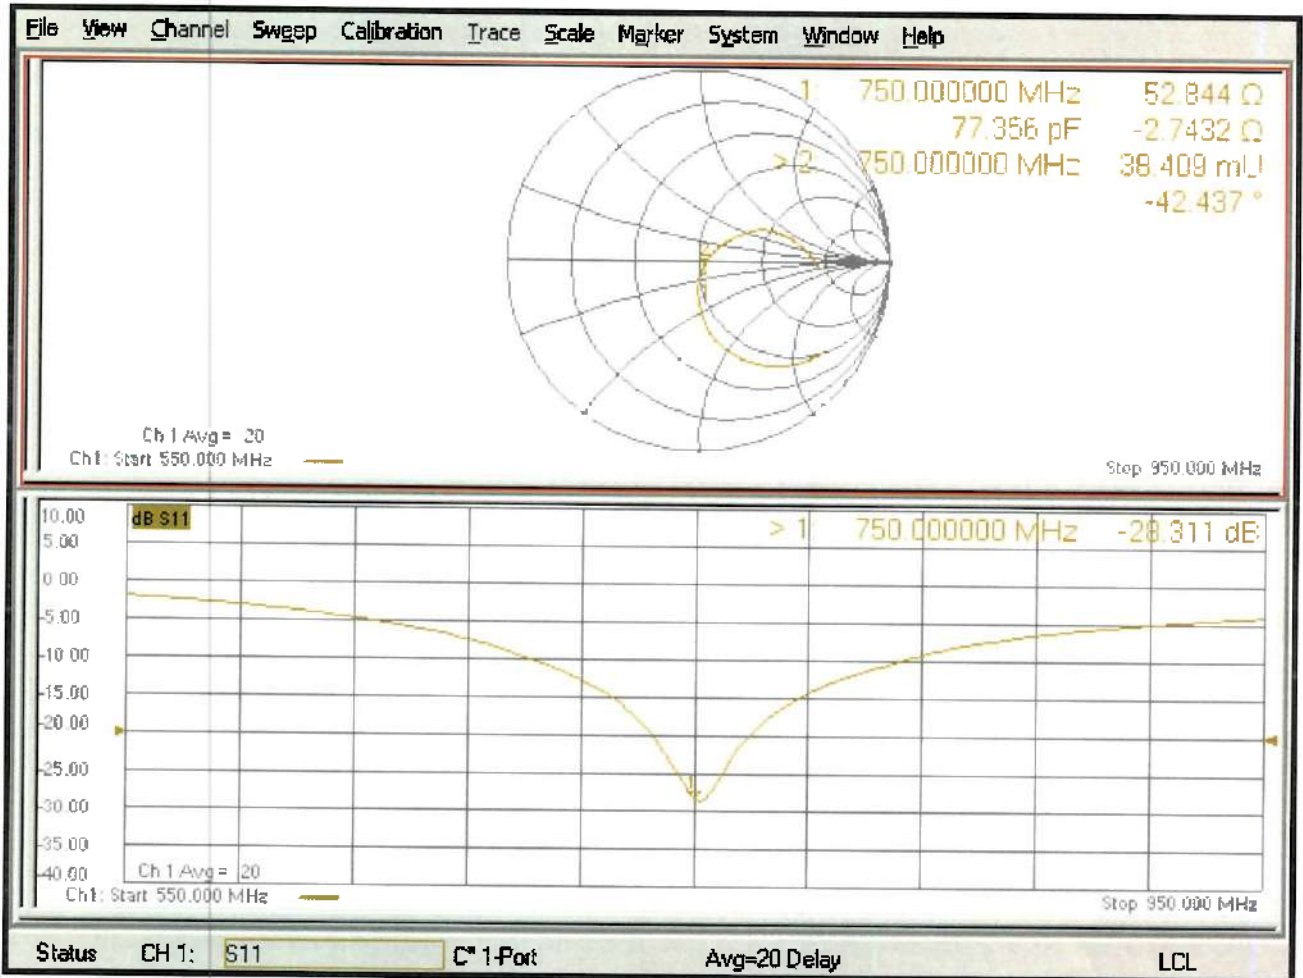 File View Channel Sweep Calibration Trace Scale Marker System Window Help
1: 750.000000 MHz 52.844 Ω
77.356 pF -2.7432 Ω
> 2: 750.000000 MHz 38.409 mU
-42.437 °
Ch 1 Avg = 20
Ch1: Start 550.000 MHz
Stop 950.000 MHz
10.00
dB S11
> 1: 750.000000 MHz -28.311 dB
5.00
0.00
-5.00
-10.00
-15.00
-20.00
-25.00
1
-30.00
-35.00
-40.00
Ch 1 Avg = 20
Ch1: Start 550.000 MHz
Stop 950.000 MHz
Status CH 1: S11 C* 1-Port Avg=20 Delay LCL